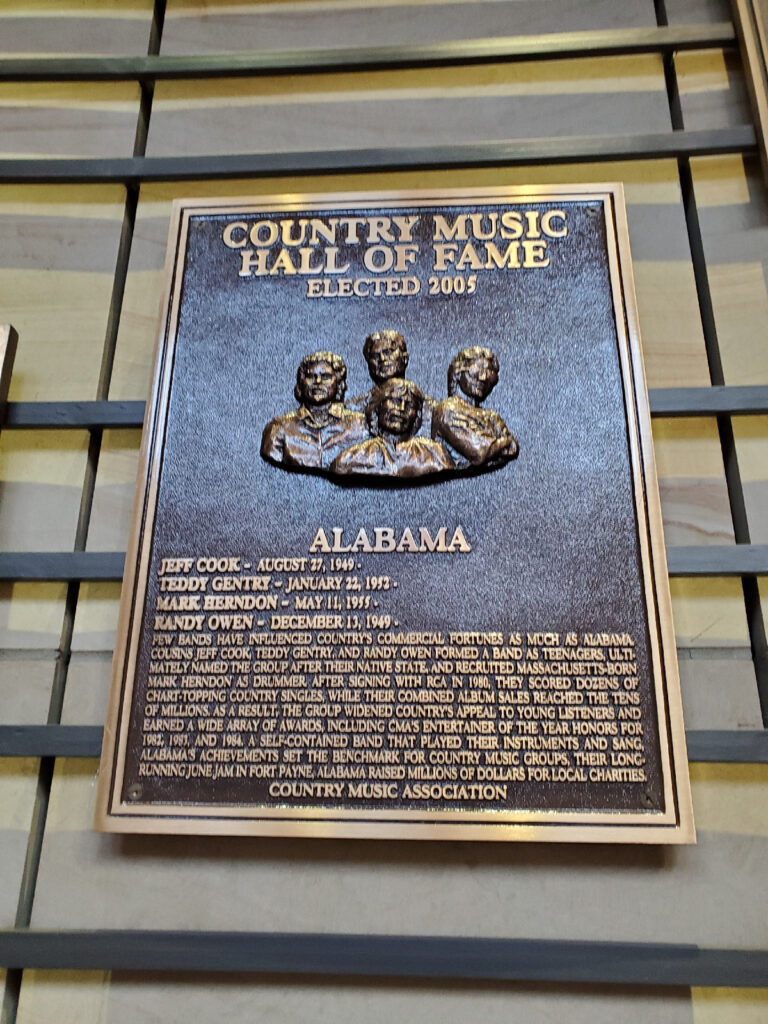 COUNTRY MUSIC
HALL OF FAME
ELECTED 2005
ALABAMA
JEFF COOK - AUGUST 27, 1949 -
TEDDY GENTRY - JANUARY 22, 1952 -
MARK HERNDON - MAY 11, 1955 -
RANDY OWEN - DECEMBER 13, 1949 -
FEW BANDS HAVE INFLUENCED COUNTRY'S COMMERCIAL FORTUNES AS MUCH AS ALABAMA.
COUSINS JEFF COOK, TEDDY GENTRY, AND RANDY OWEN FORMED A BAND AS TEENAGERS, ULTI-
MATELY NAMED THE GROUP AFTER THEIR NATIVE STATE, AND RECRUITED MASSACHUSETTS-BORN
MARK HERNDON AS DRUMMER. AFTER SIGNING WITH RCA IN 1980, THEY SCORED DOZENS OF
CHART-TOPPING COUNTRY SINGLES, WHILE THEIR COMBINED ALBUM SALES REACHED THE TENS
OF MILLIONS. AS A RESULT, THE GROUP WIDENED COUNTRY'S APPEAL TO YOUNG LISTENERS AND
EARNED A WIDE ARRAY OF AWARDS, INCLUDING CMA'S ENTERTAINER OF THE YEAR HONORS FOR
1982, 1983, AND 1984. A SELF-CONTAINED BAND THAT PLAYED THEIR INSTRUMENTS AND SANG,
ALABAMA'S ACHIEVEMENTS SET THE BENCHMARK FOR COUNTRY MUSIC GROUPS. THEIR LONG-
RUNNING JUNE JAM IN FORT PAYNE, ALABAMA RAISED MILLIONS OF DOLLARS FOR LOCAL CHARITIES.
COUNTRY MUSIC ASSOCIATION